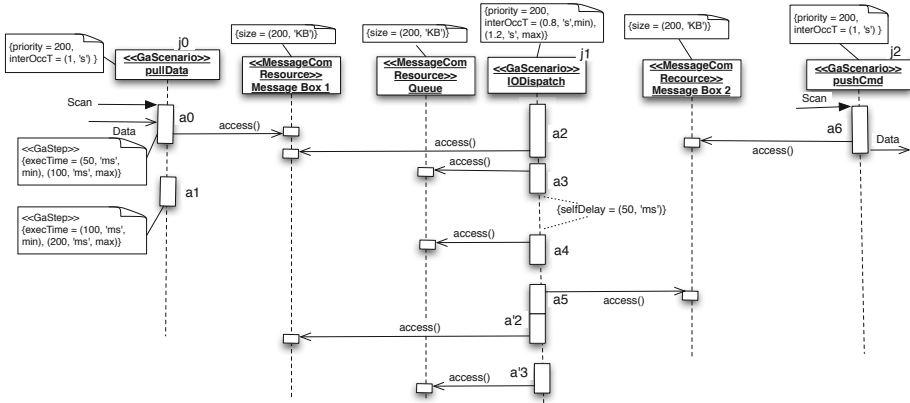 {priority = 200,
interOccT = (1, 's') }
j0
<<GaScenario>>
pullData
{size = (200, 'KB')}
<<MessageCom
Resource>>
Message Box 1
{size = (200, 'KB')}
<<MessageCom
Resource>>
Queue
{priority = 200,
interOccT = (0.8, 's',min),
(1.2, 's', max)}
j1
<<GaScenario>>
IODispatch
{size = (200, 'KB')}
<<MessageCom
Recource>>
Message Box 2
{priority = 200,
interOccT = (1, 's') }
j2
<<GaScenario>>
pushCmd
Scan
Data
a0
access()
<<GaStep>>
{execTime = (50, 'ms',
min), (100, 'ms', max)}
a1
<<GaStep>>
{execTime = (100, 'ms',
min), (200, 'ms', max)}
a2
access()
access()
a3
{selfDelay = (50, 'ms')}
access()
a4
a5
access()
a'2
access()
a'3
access()
Scan
a6
access()
Data